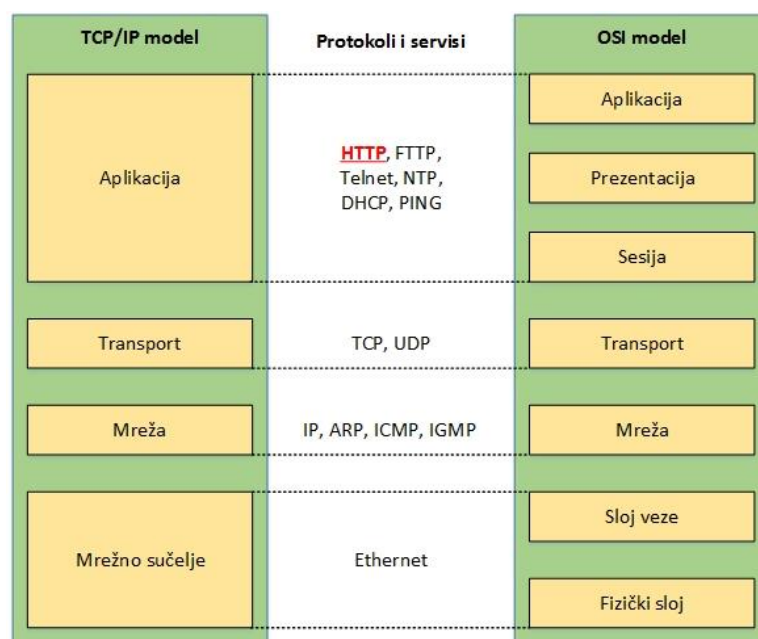 TCP/IP model
Protokoli i servisi
OSI model
Aplikacija
HTTP, FTTP,
Telnet, NTP,
DHCP, PING
Aplikacija
Prezentacija
Sesija
Transport
TCP, UDP
Transport
Mreža
IP, ARP, ICMP, IGMP
Mreža
Mrežno sučelje
Ethernet
Sloj veze
Fizički sloj